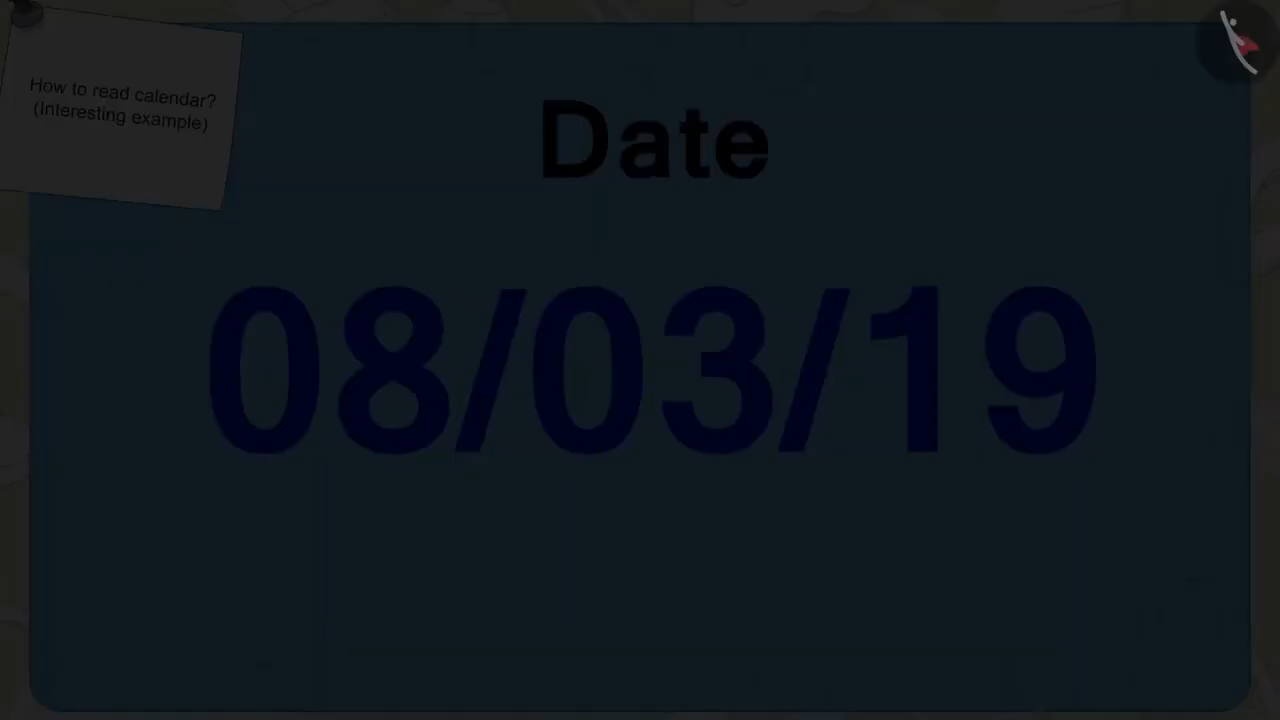 How to read calendar?
(Interesting example)
Date
08/03/19